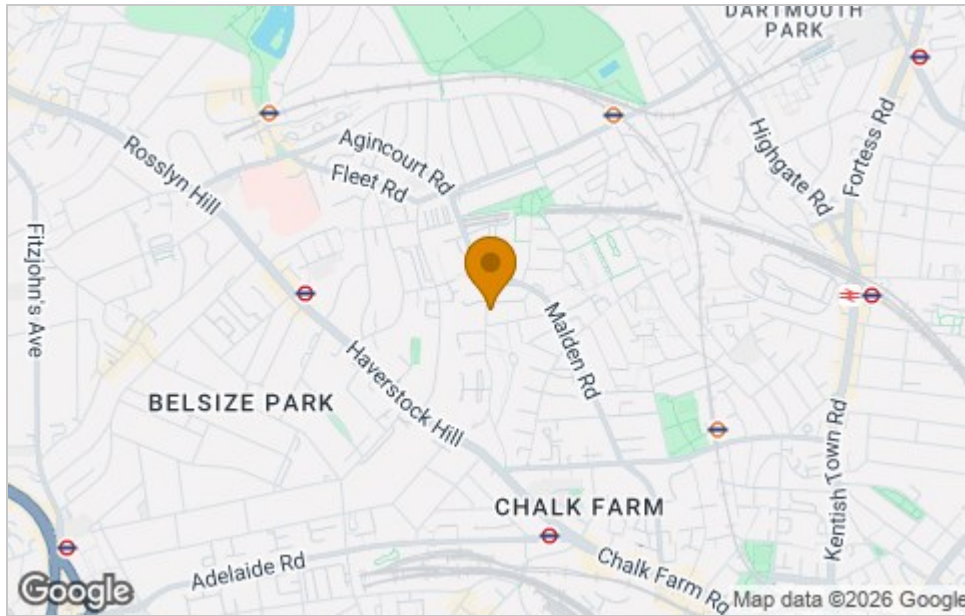 DARTMOUTH
PARK
Rosslyn Hill
Agincourt Rd
Fleet Rd
Highgate Rd
Fortess Rd
Fitzjohn's Ave
Malden Rd
Haverstock Hill
BELSIZE PARK
Kentish Town Rd
CHALK FARM
Adelaide Rd
Chalk Farm Rd
Google
Map data ©2026 Google